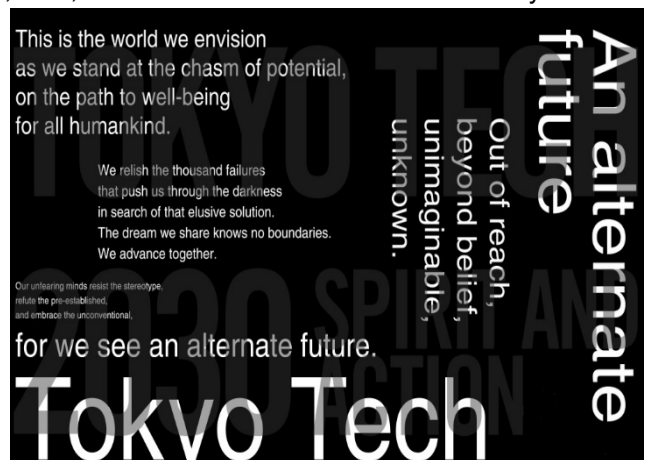 An alternate
future
Out of reach,
beyond belief,
unimaginable,
unknown.
This is the world we envision
as we stand at the chasm of potential,
on the path to well-being
for all humankind.
We relish the thousand failures
that push us through the darkness
in search of that elusive solution.
The dream we share knows no boundaries.
We advance together.
Our unfearing minds resist the stereotype,
refute the pre-established,
and embrace the unconventional,
for we see an alternate future.
Tokyo Tech
TOKYO TECH
2030 SPIRIT AND
ACTION